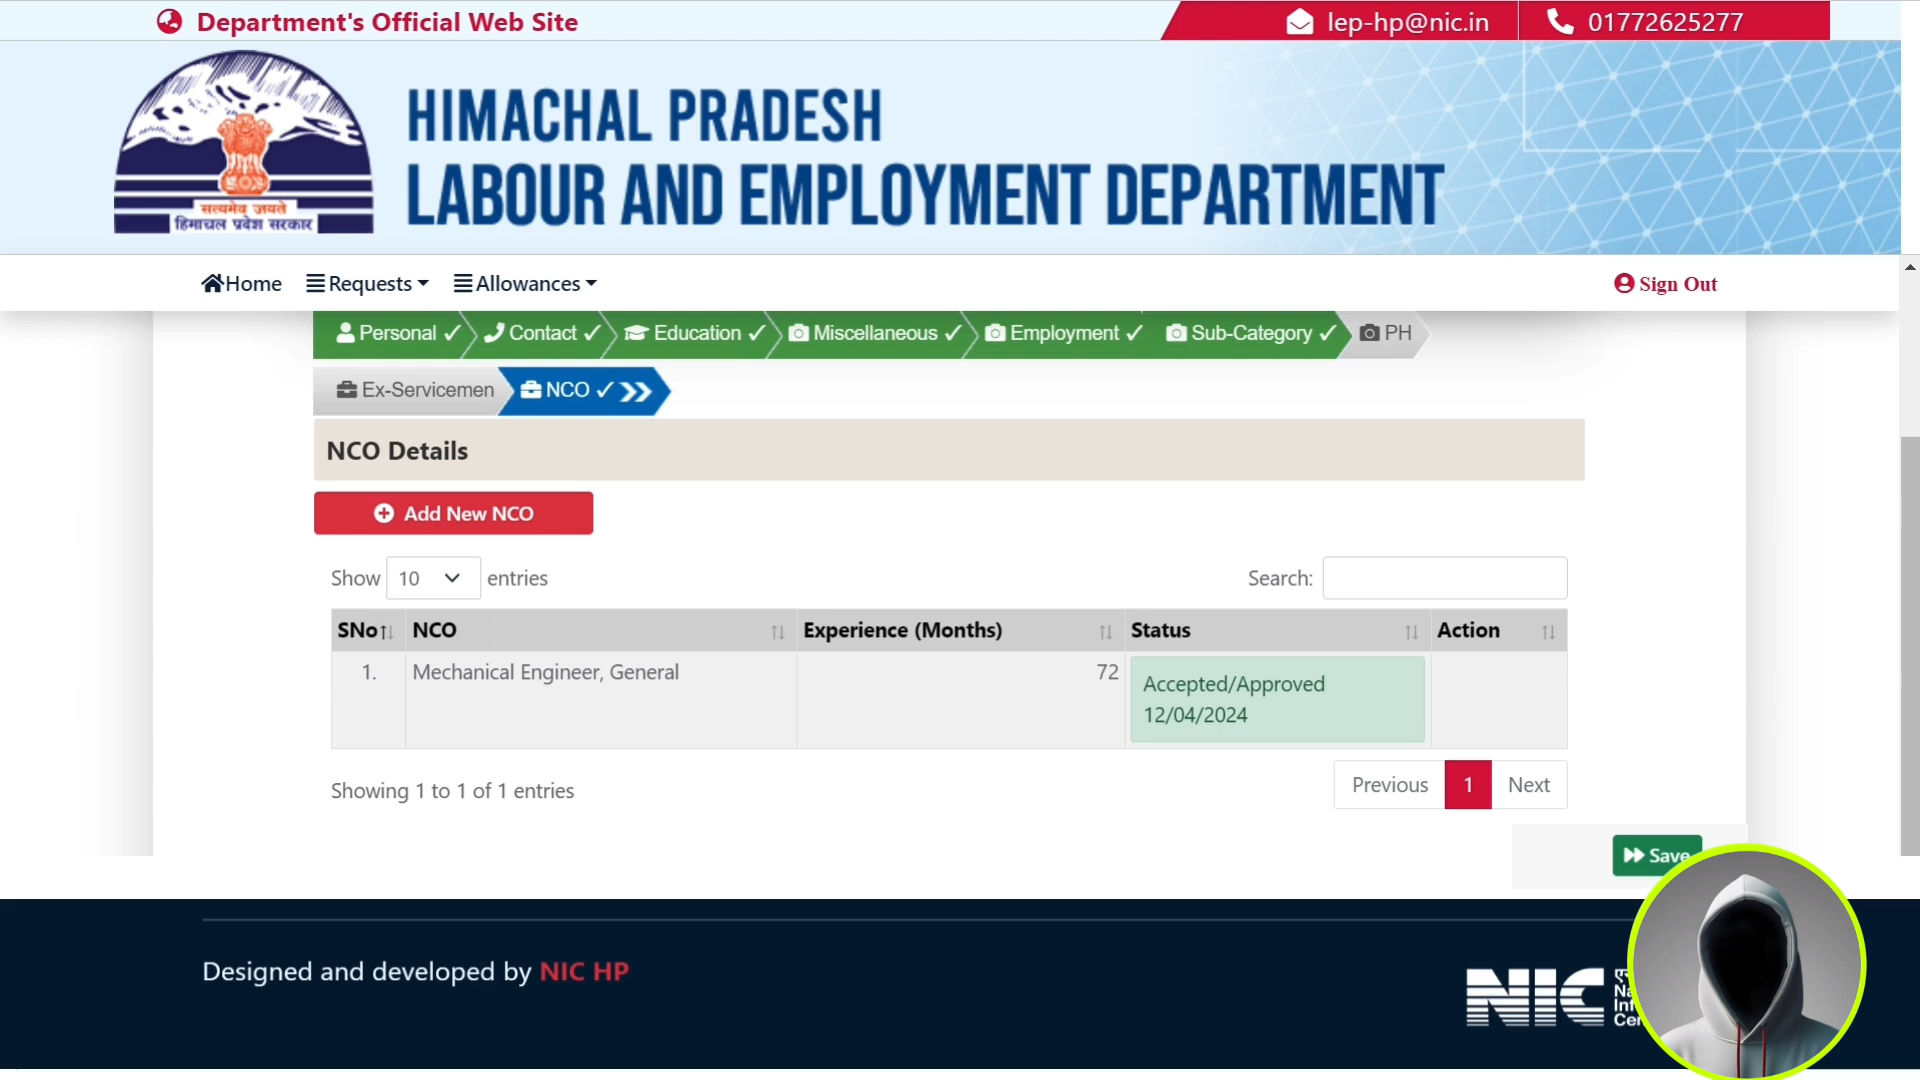 Department's Official Web Site
lep-hp@nic.in
01772625277
HIMACHAL PRADESH
LABOUR AND EMPLOYMENT DEPARTMENT
सत्यमेव जयते
हिमाचल प्रदेश सरकार
Home Requests Allowances
Sign Out
Personal ✓ Contact ✓ Education ✓ Miscellaneous ✓ Employment ✓ Sub-Category ✓ PH
Ex-Servicemen NCO ✓
NCO Details
Add New NCO
Show 10 entries
Search:
SNo NCO Experience (Months) Status Action
1. Mechanical Engineer, General 72 Accepted/Approved
12/04/2024
Showing 1 to 1 of 1 entries
Previous 1 Next
Save
Designed and developed by NIC HP
NIC